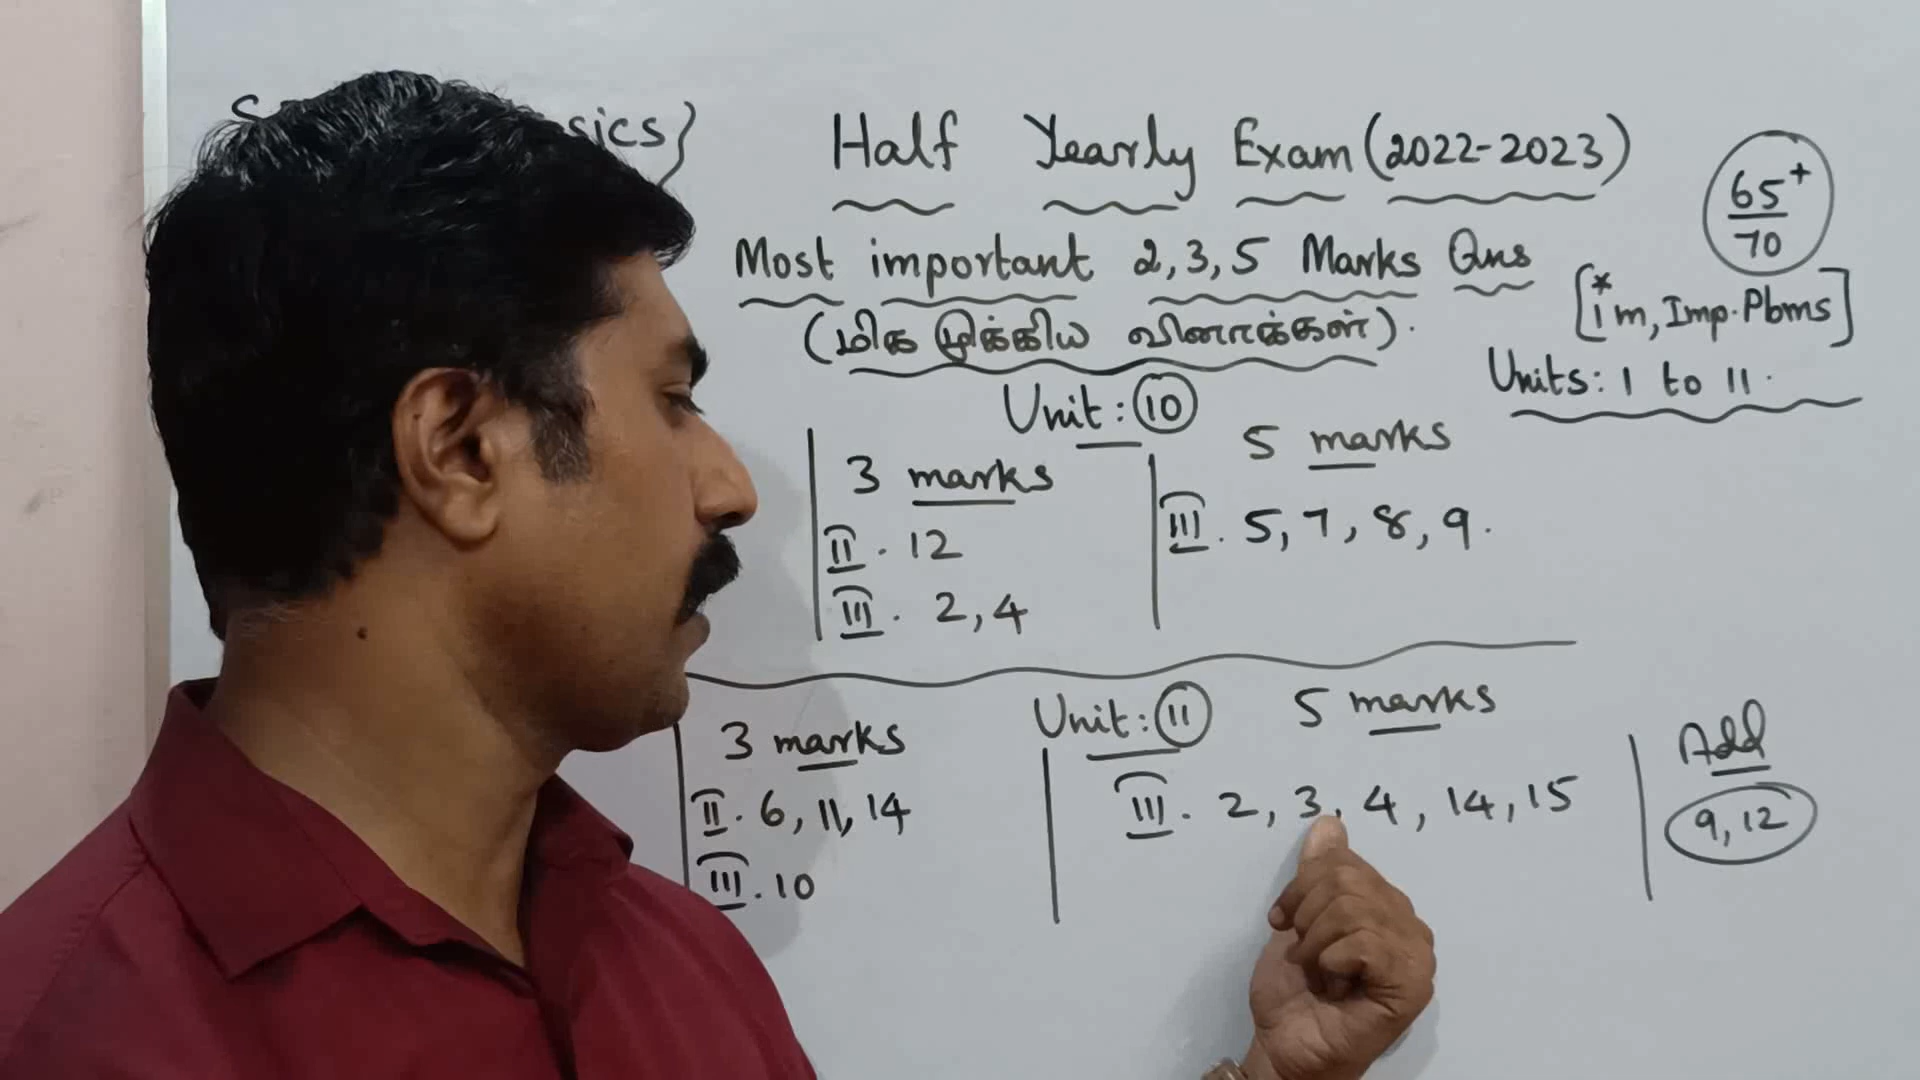 Half Yearly Exam (2022-2023)
65+
70
Most important 2,3,5 Marks Qns
(மிக முக்கிய வினாக்கள்).
[* 1m, Imp. Pbms]
Units: 1 to 11.
Unit: 10
3 marks
II. 12
III. 2, 4
5 marks
III. 5, 7, 8, 9.
Unit: 11
3 marks
II. 6, 11, 14
III. 10
5 marks
III. 2, 3, 4, 14, 15
Add
9, 12